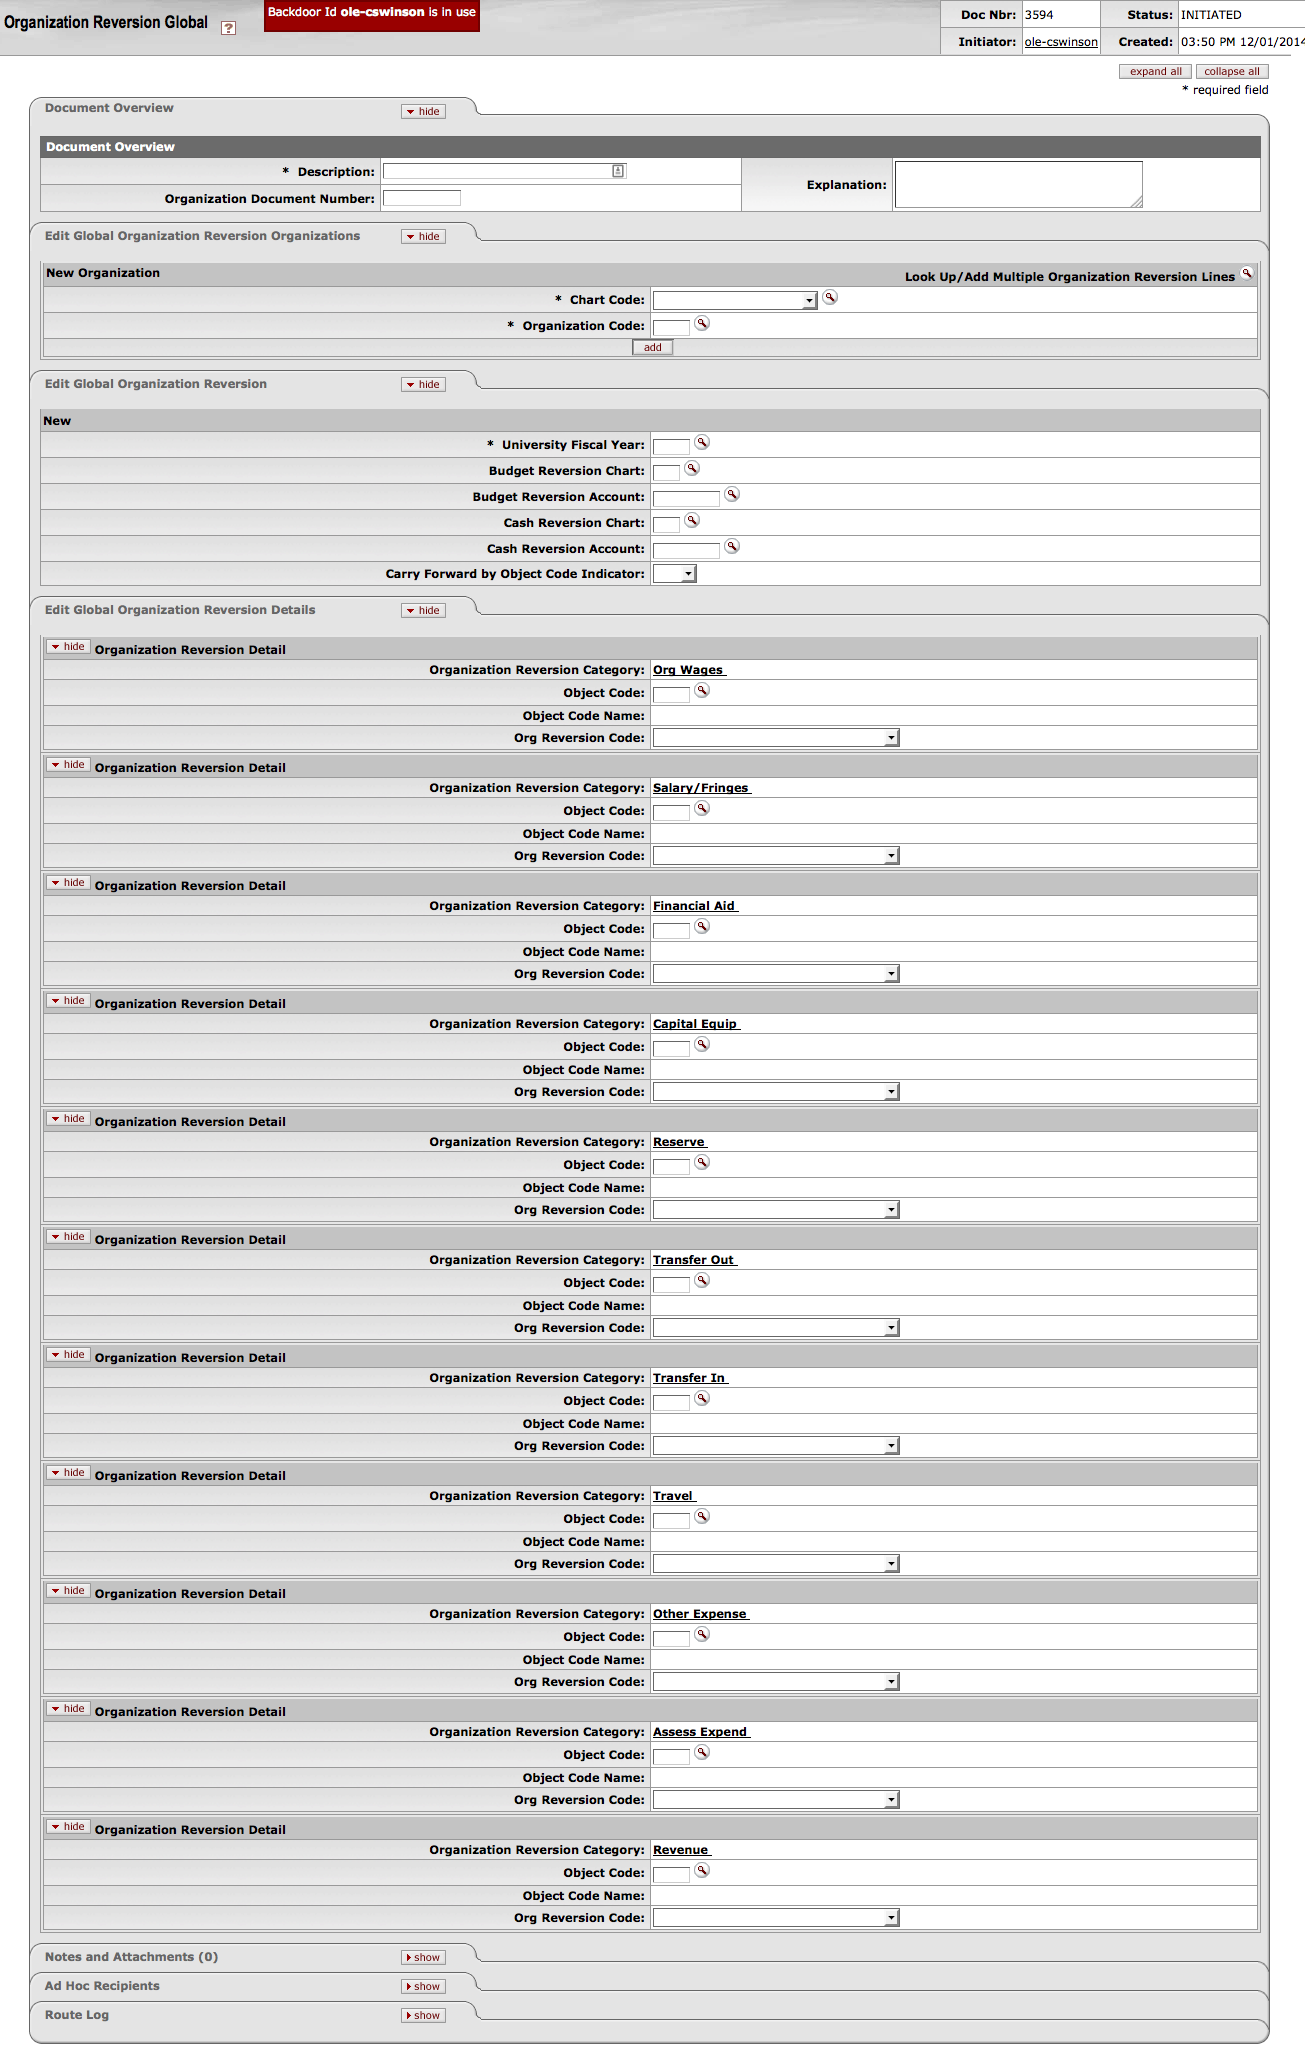 Organization Reversion Global ?
Backdoor Id ole-cswinson is in use
Doc Nbr: 3594 Status: INITIATED
Initiator: ole-cswinson Created: 03:50 PM 12/01/2014
expand all collapse all
* required field
Document Overview hide
Document Overview
* Description:
Explanation:
Organization Document Number:
Edit Global Organization Reversion Organizations hide
New Organization Look Up/Add Multiple Organization Reversion Lines
* Chart Code:
* Organization Code:
add
Edit Global Organization Reversion hide
New
* University Fiscal Year:
Budget Reversion Chart:
Budget Reversion Account:
Cash Reversion Chart:
Cash Reversion Account:
Carry Forward by Object Code Indicator:
Edit Global Organization Reversion Details hide
hide Organization Reversion Detail
Organization Reversion Category: Org Wages
Object Code:
Object Code Name:
Org Reversion Code:
hide Organization Reversion Detail
Organization Reversion Category: Salary/Fringes
Object Code:
Object Code Name:
Org Reversion Code:
hide Organization Reversion Detail
Organization Reversion Category: Financial Aid
Object Code:
Object Code Name:
Org Reversion Code:
hide Organization Reversion Detail
Organization Reversion Category: Capital Equip
Object Code:
Object Code Name:
Org Reversion Code:
hide Organization Reversion Detail
Organization Reversion Category: Reserve
Object Code:
Object Code Name:
Org Reversion Code:
hide Organization Reversion Detail
Organization Reversion Category: Transfer Out
Object Code:
Object Code Name:
Org Reversion Code:
hide Organization Reversion Detail
Organization Reversion Category: Transfer In
Object Code:
Object Code Name:
Org Reversion Code:
hide Organization Reversion Detail
Organization Reversion Category: Travel
Object Code:
Object Code Name:
Org Reversion Code:
hide Organization Reversion Detail
Organization Reversion Category: Other Expense
Object Code:
Object Code Name:
Org Reversion Code:
hide Organization Reversion Detail
Organization Reversion Category: Assess Expend
Object Code:
Object Code Name:
Org Reversion Code:
hide Organization Reversion Detail
Organization Reversion Category: Revenue
Object Code:
Object Code Name:
Org Reversion Code:
Notes and Attachments (0) show
Ad Hoc Recipients show
Route Log show